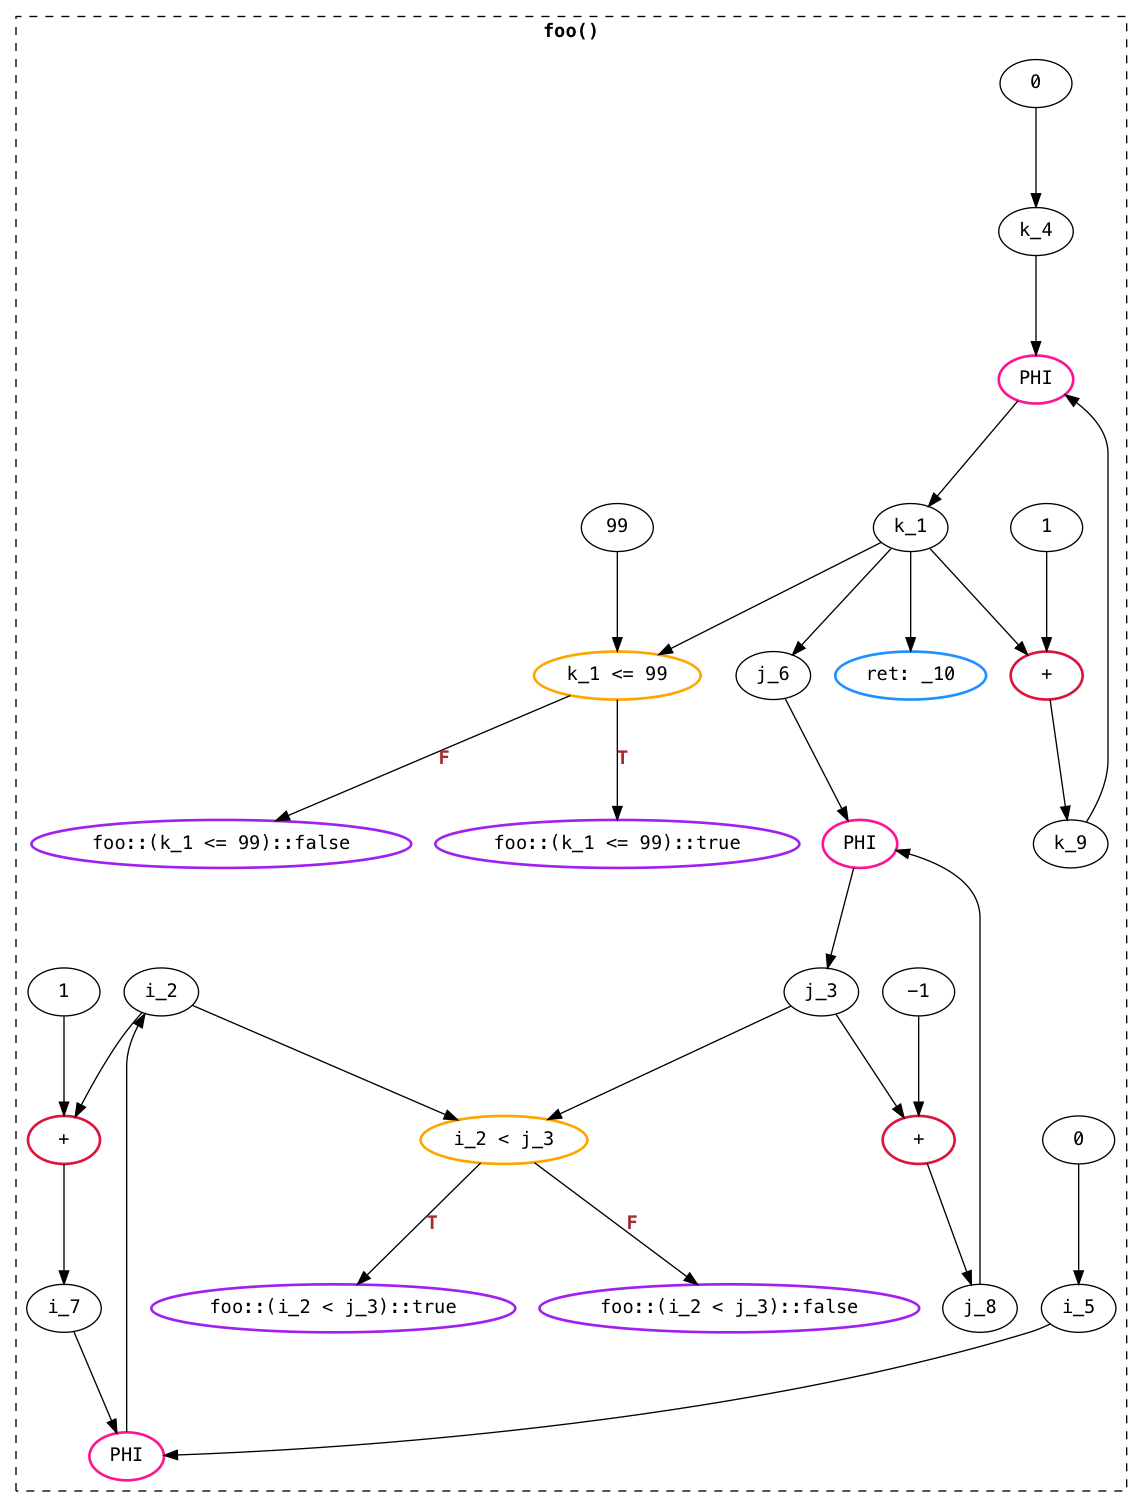 foo()
0
k_4
PHI
99
k_1
1
k_1 <= 99
j_6
ret: _10
+
F
T
foo::(k_1 <= 99)::false
foo::(k_1 <= 99)::true
PHI
k_9
1
i_2
j_3
−1
+
i_2 < j_3
+
0
T
F
i_7
foo::(i_2 < j_3)::true
foo::(i_2 < j_3)::false
j_8
i_5
PHI